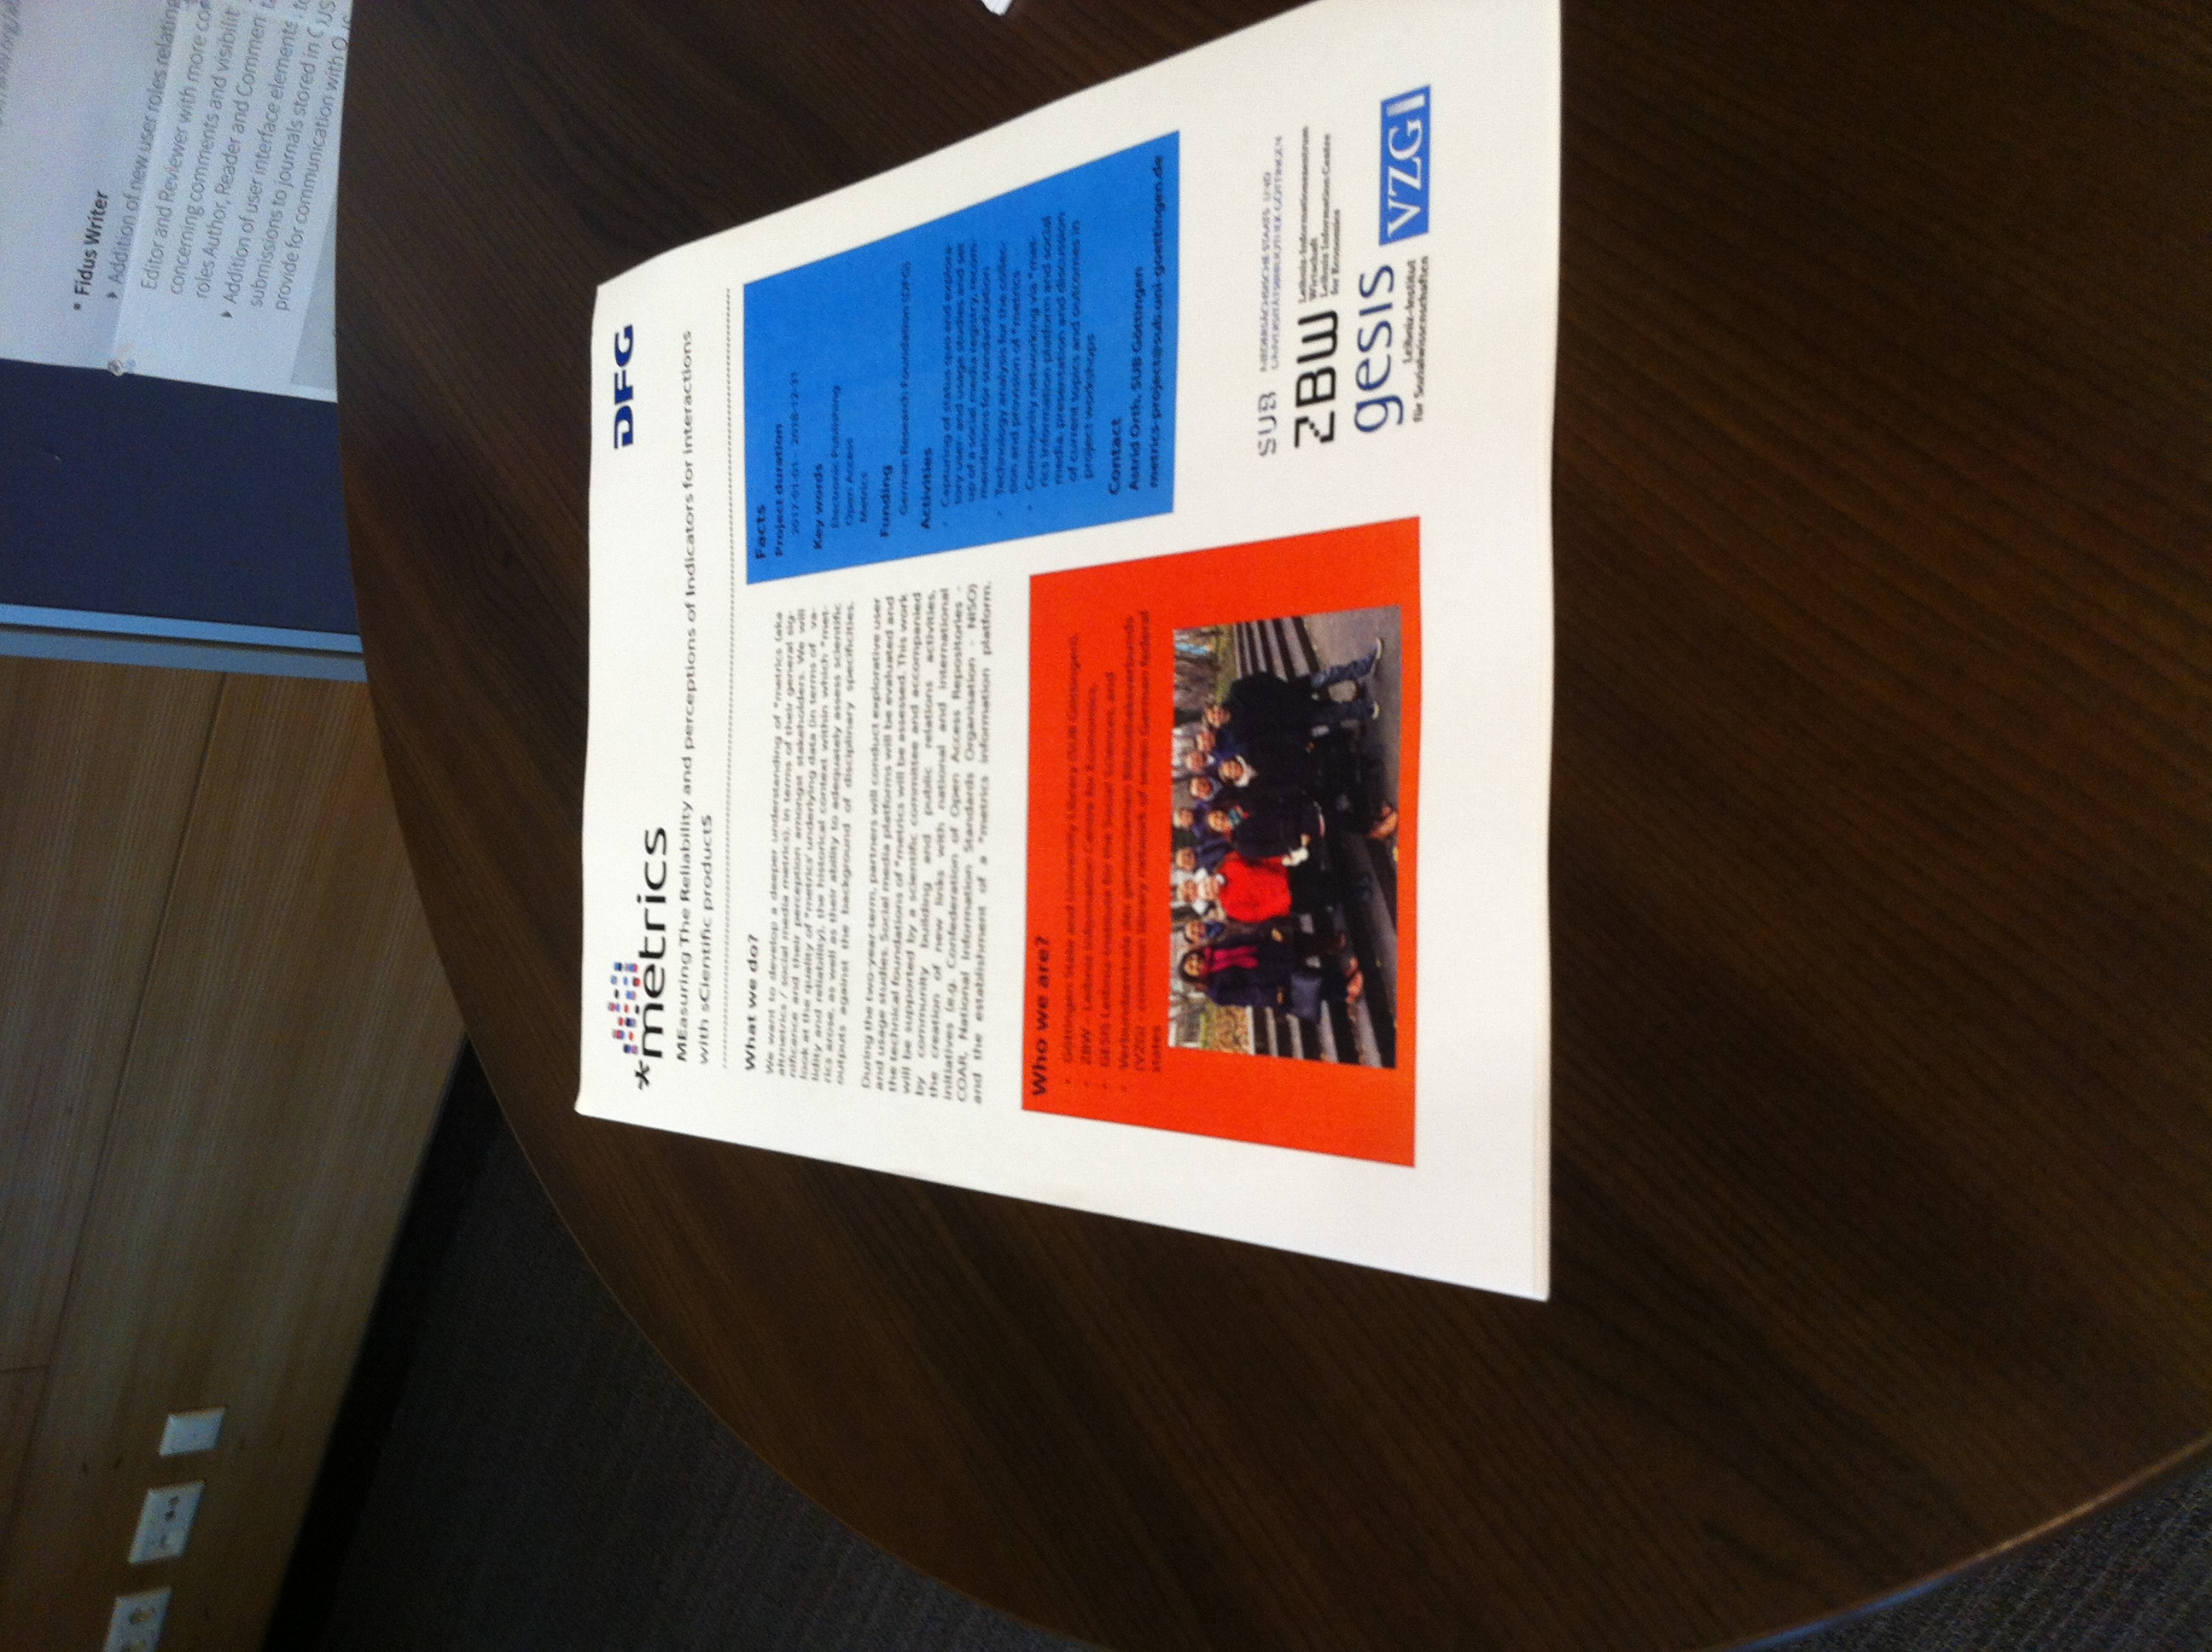 • Fidus Writer
Addition of new user roles relating
Editor and Reviewer with more
concerning comments and visibilit
roles Author, Reader and Commen
Addition of user interface elements
submissions to journals stored in
provide for communication with
*metrics
DFG
MEasuring The Reliability and perceptions of Indicators for interactions
with sCientific productS
What we do?
We want to develop a deeper understanding of *metrics (aka
altmetrics / social media metrics), in terms of their general sig-
nificance and their perception amongst stakeholders. We will
look at the quality of *metrics' underlying data (in terms of va-
lidity and reliability), the historical context within which *met-
rics arose, as well as their ability to adequately assess scientific
outputs against the background of disciplinary specificities.
During the two-year-term, partners will conduct explorative user
and usage studies. Social media platforms will be evaluated and
the technical foundations of *metrics will be assessed. This work
will be supported by a scientific committee and accompanied
by community building and public relations activities,
the creation of new links with national and international
initiatives (e.g. Confederation of Open Access Repositories -
COAR, National Information Standards Organisation - NISO)
and the establishment of a *metrics information platform.
Who we are?
• Göttingen State and University Library (SUB Göttingen),
• ZBW - Leibniz Information Centre for Economics,
• GESIS Leibniz-Institute for the Social Sciences, and
• Verbundzentrale des gemeinsamen Bibliotheksverbunds
(VZG) - common library network of seven German federal
states
Facts
Project duration
2017-01-01 - 2018-12-31
Key words
Electronic Publishing
Open Access
Metrics
Funding
German Research Foundation (DFG)
Activities
• Capturing of status quo and explora-
tory user- and usage studies and set
up of a social media registry, recom-
mendations for standardization
• Technology analysis for the collec-
tion and provision of *metrics
• Community networking via *met-
rics information platform and social
media, presentation and discussion
of current topics and outcomes in
project workshops
Contact
Astrid Orth, SUB Göttingen
metrics-project@sub.uni-goettingen.de
SUB NIEDERSÄCHSISCHE STAATS- UND
UNIVERSITÄTSBIBLIOTHEK GÖTTINGEN
ZBW Leibniz-Informationszentrum
Wirtschaft
Leibniz Information Centre
for Economics
gesis
Leibniz-Institut
für Sozialwissenschaften
VZG